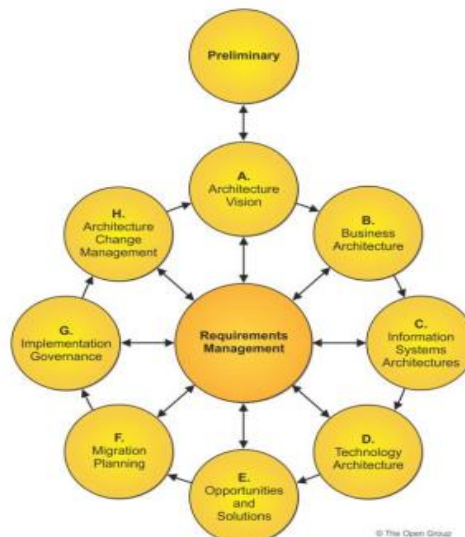 Preliminary
A.
Architecture
Vision
B.
Business
Architecture
C.
Information
Systems
Architectures
D.
Technology
Architecture
E.
Opportunities
and
Solutions
F.
Migration
Planning
G.
Implementation
Governance
H.
Architecture
Change
Management
Requirements
Management
© The Open Group